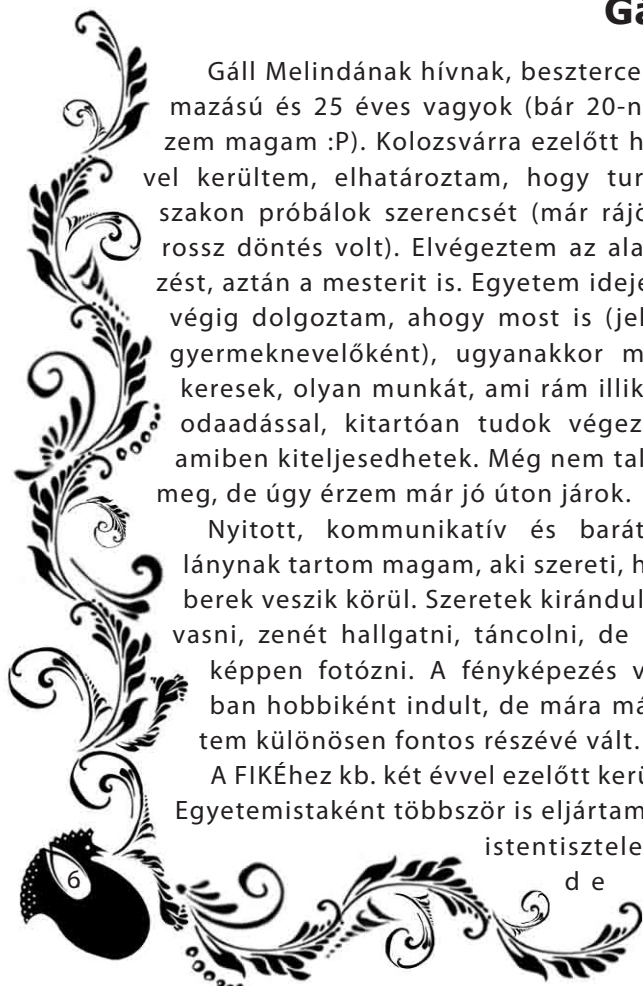 Gá
Gáll Melindának hívnak, beszterce
mazású és 25 éves vagyok (bár 20-n
zem magam :P). Kolozsvárra ezelőtt h
vel kerültem, elhatároztam, hogy tur
szakon próbálok szerencsét (már rájö
rossz döntés volt). Elvégeztem az ala
zést, aztán a mesterit is. Egyetem ideje
végig dolgoztam, ahogy most is (jel
gyermeknevelőként), ugyanakkor m
keresek, olyan munkát, ami rám illik
odaadással, kitartóan tudok végez
amiben kiteljesedhetek. Még nem tal
meg, de úgy érzem már jó úton járok.
Nyitott, kommunikatív és barát
lánynak tartom magam, aki szereti, h
berek veszik körül. Szeretek kirándul
vasni, zenét hallgatni, táncolni, de
képpen fotózni. A fényképezés v
ban hobbiként indult, de mára má
tem különösen fontos részévé vált.
A FIKÉhez kb. két évvel ezelőtt kerü
Egyetemistaként többször is eljártam
istentisztele
d e
6